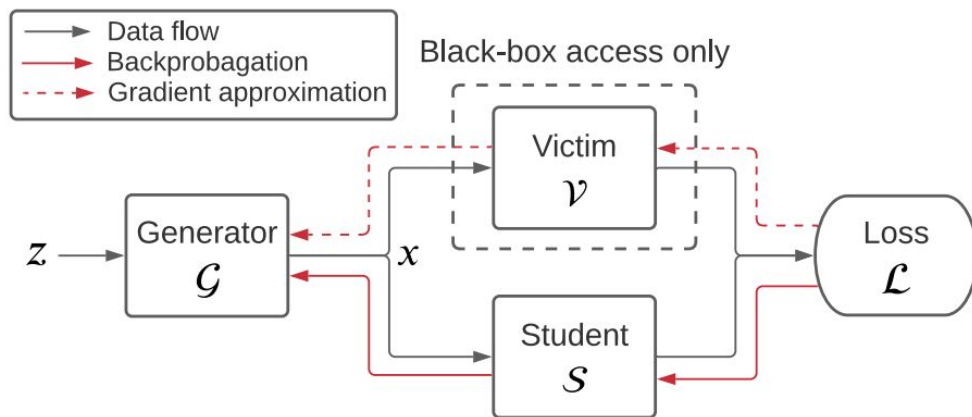 Data flow
Backprobagation
Gradient approximation
Black-box access only
Victim
𝒱
Generator
𝒢
z
x
Loss
ℒ
Student
𝒮